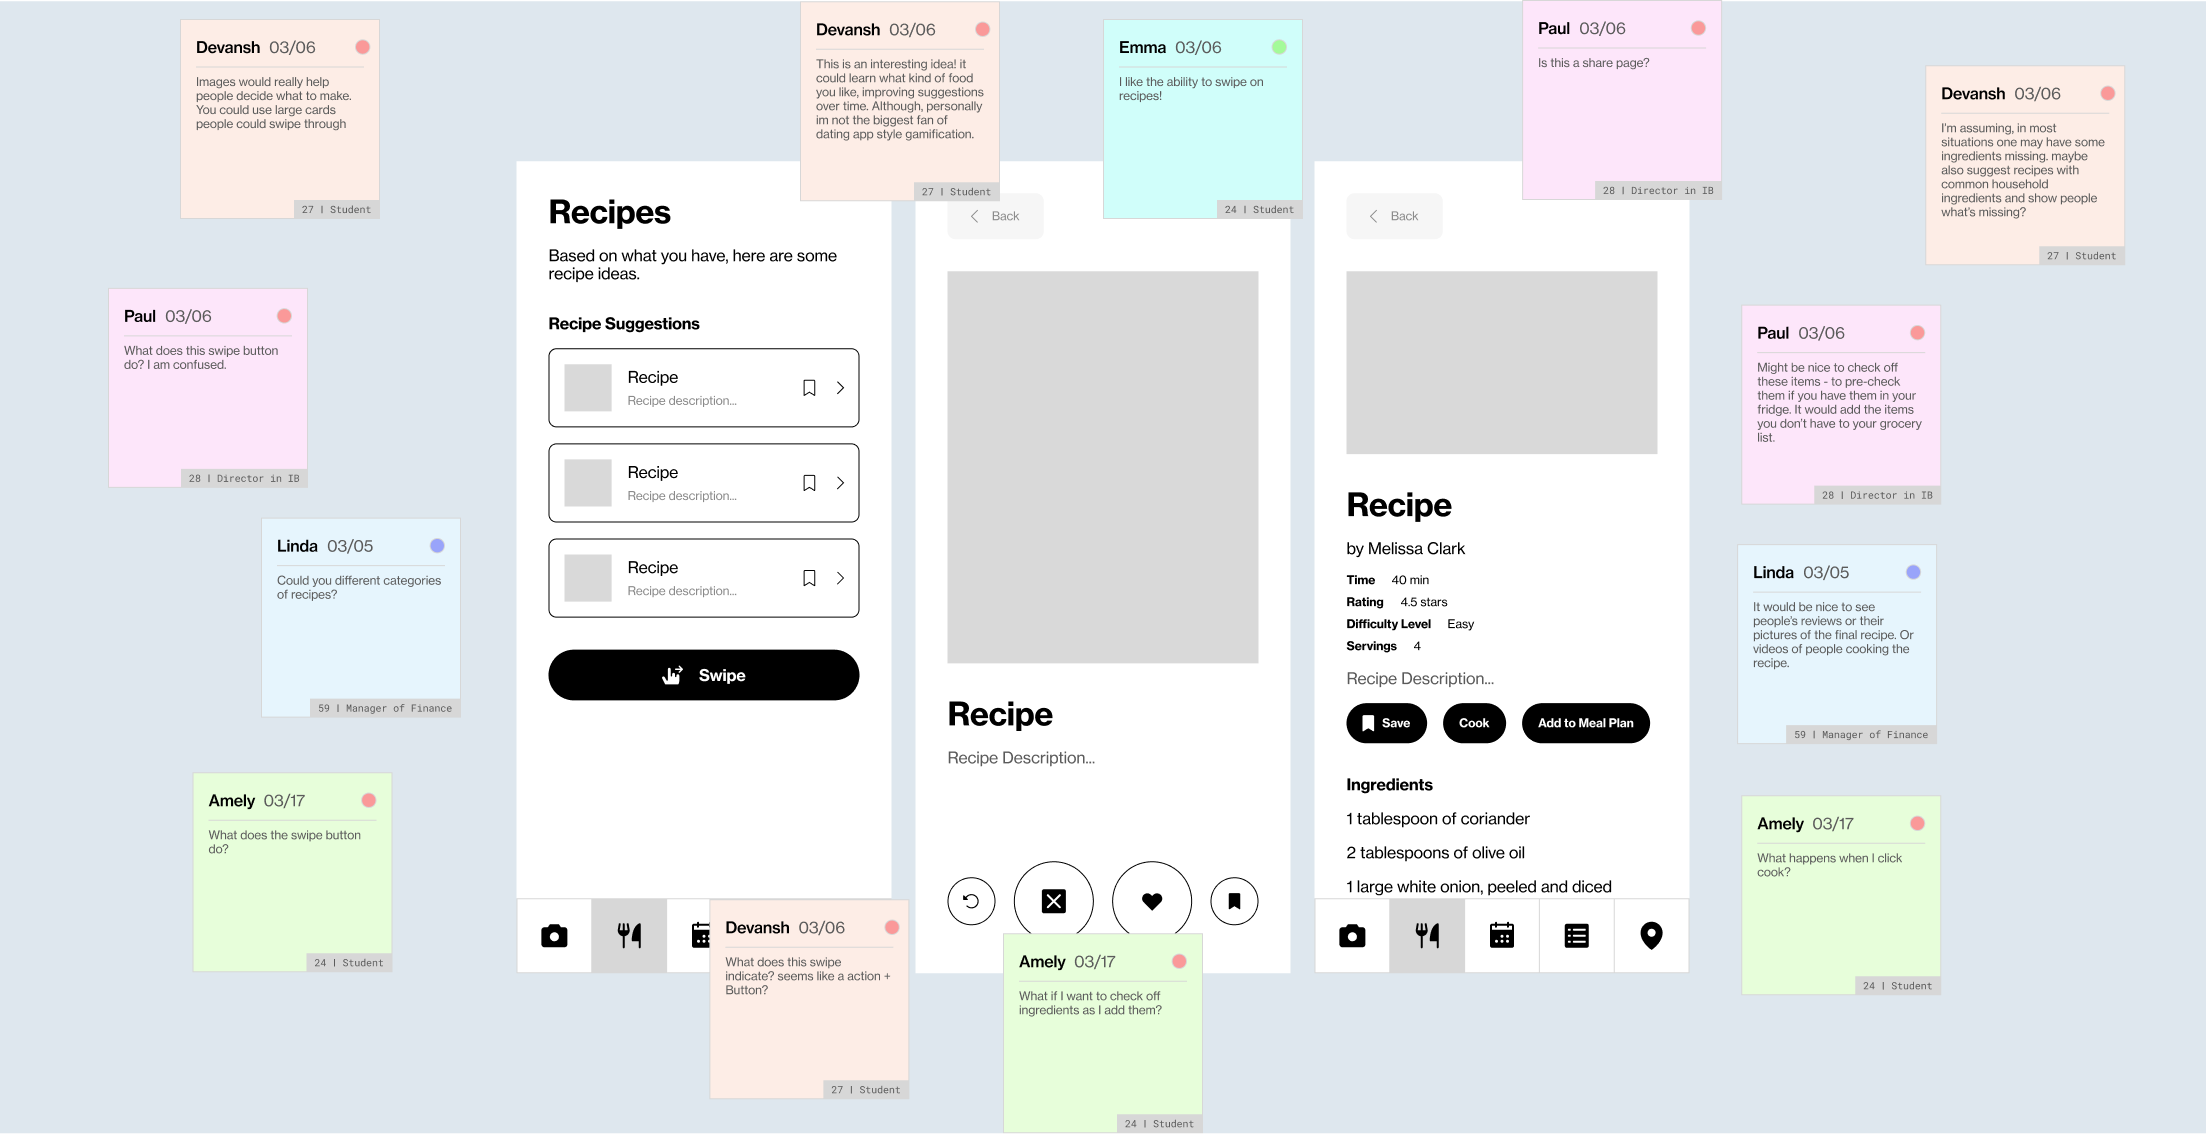 Devansh 03/06
Images would really help
people decide what to make.
You could use large cards
people could swipe through
27 | Student
Devansh 03/06
This is an interesting idea! it
could learn what kind of food
you like, improving suggestions
over time. Although, personally
im not the biggest fan of
dating app style gamification.
27 | Student
Emma 03/06
I like the ability to swipe on
recipes!
24 | Student
Paul 03/06
Is this a share page?
28 | Director in IB
Devansh 03/06
I'm assuming, in most
situations one may have some
ingredients missing. maybe
also suggest recipes with
common household
ingredients and show people
what's missing?
27 | Student
Paul 03/06
What does this swipe button
do? I am confused.
28 | Director in IB
Linda 03/05
Could you different categories
of recipes?
59 | Manager of Finance
Amely 03/17
What does the swipe button
do?
24 | Student
Recipes
Based on what you have, here are some
recipe ideas.
Recipe Suggestions
Recipe
Recipe description...
Recipe
Recipe description...
Recipe
Recipe description...
Swipe
Devansh 03/06
What does this swipe
indicate? seems like a action +
Button?
27 | Student
Back
Recipe
Recipe Description...
Amely 03/17
What if I want to check off
ingredients as I add them?
24 | Student
Back
Recipe
by Melissa Clark
Time 40 min
Rating 4.5 stars
Difficulty Level Easy
Servings 4
Recipe Description...
Save
Cook
Add to Meal Plan
Ingredients
1 tablespoon of coriander
2 tablespoons of olive oil
1 large white onion, peeled and diced
Paul 03/06
Might be nice to check off
these items - to pre-check
them if you have them in your
fridge. It would add the items
you don't have to your grocery
list.
28 | Director in IB
Linda 03/05
It would be nice to see
people's reviews or their
pictures of the final recipe. Or
videos of people cooking the
recipe.
59 | Manager of Finance
Amely 03/17
What happens when I click
cook?
24 | Student